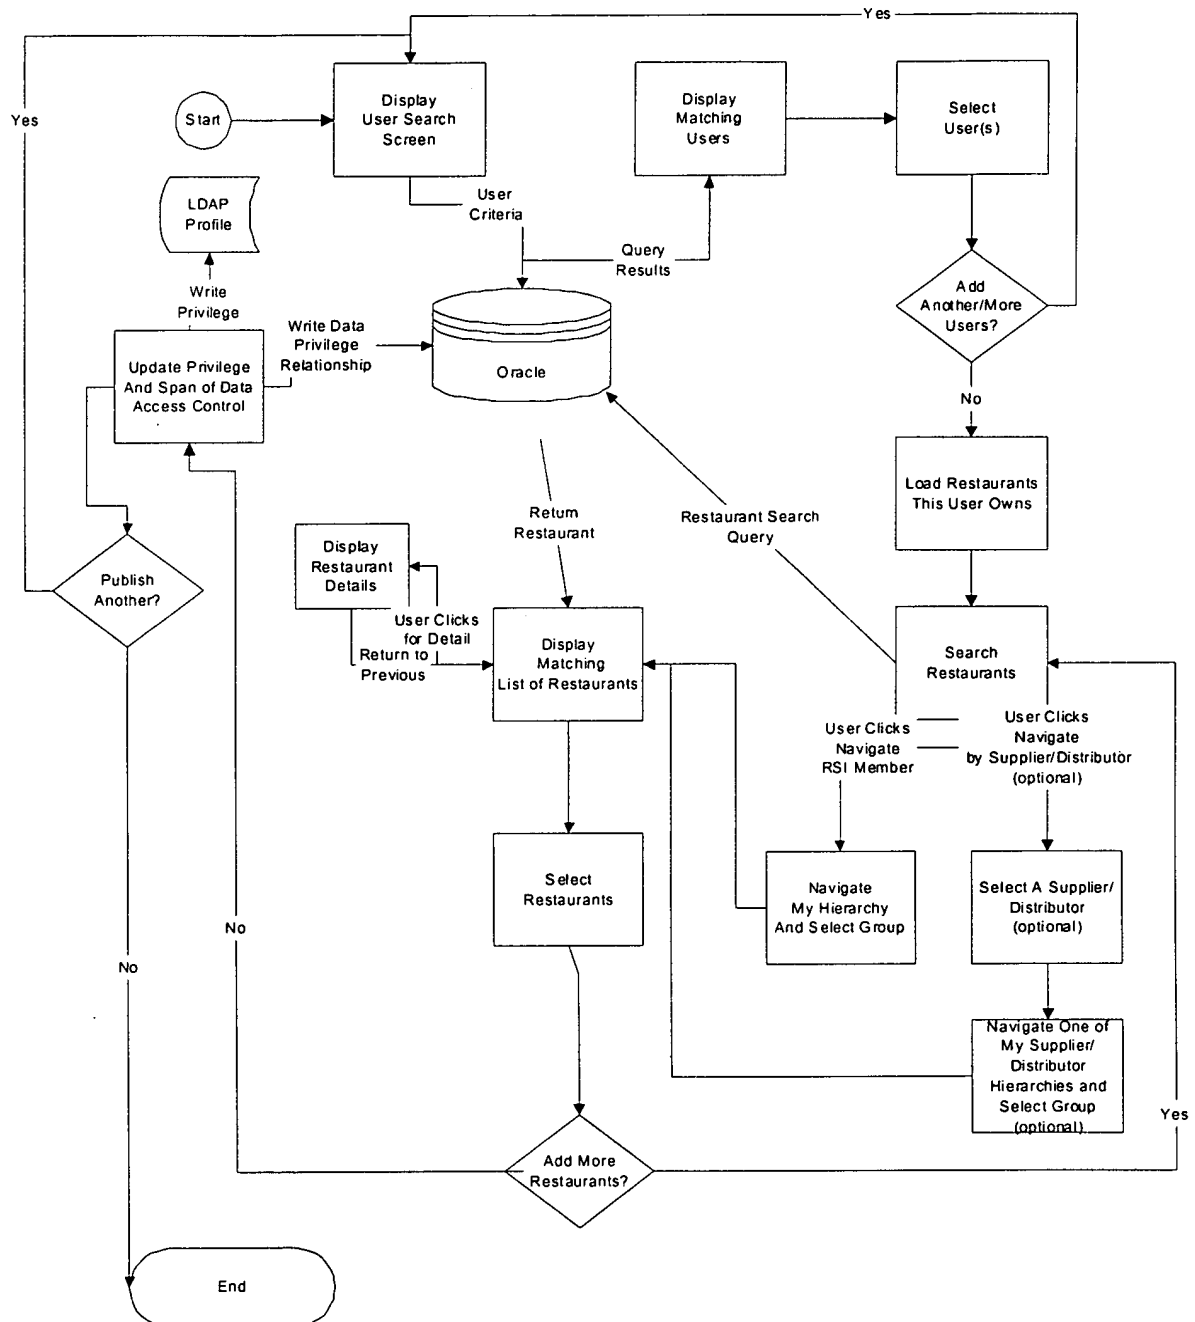 Yes
Yes
Start
Display
User Search
Screen
Display
Matching
Users
Select
User(s)
LDAP
Profile
User
Criteria
Query
Results
Add
Another/More
Users?
Write
Privilege
Write Data
Privilege
Relationship
Update Privilege
And Span of Data
Access Control
Oracle
No
Load Restaurants
This User Owns
Return
Restaurant
Restaurant Search
Query
Display
Restaurant
Details
Publish
Another?
User Clicks
for Detail
Return to
Previous
Display
Matching
List of Restaurants
Search
Restaurants
User Clicks
Navigate
RSI Member
User Clicks
Navigate
by Supplier/Distributor
(optional)
Select
Restaurants
Navigate
My Hierarchy
And Select Group
Select A Supplier/
Distributor
(optional)
No
No
Navigate One of
My Supplier/
Distributor
Hierarchies and
Select Group
(optional)
Yes
Add More
Restaurants?
End